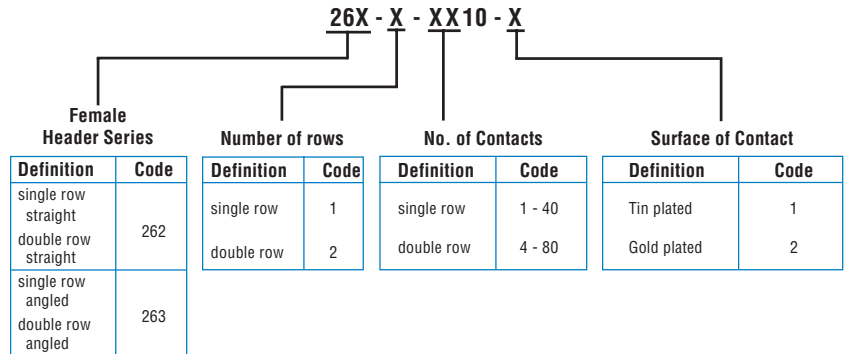 26X - X - XX10 - X
Female
Header Series
Definition Code
single row
straight
double row
straight
262
single row
angled
double row
angled
263
Number of rows
Definition Code
single row 1
double row 2
No. of Contacts
Definition Code
single row 1 - 40
double row 4 - 80
Surface of Contact
Definition Code
Tin plated 1
Gold plated 2